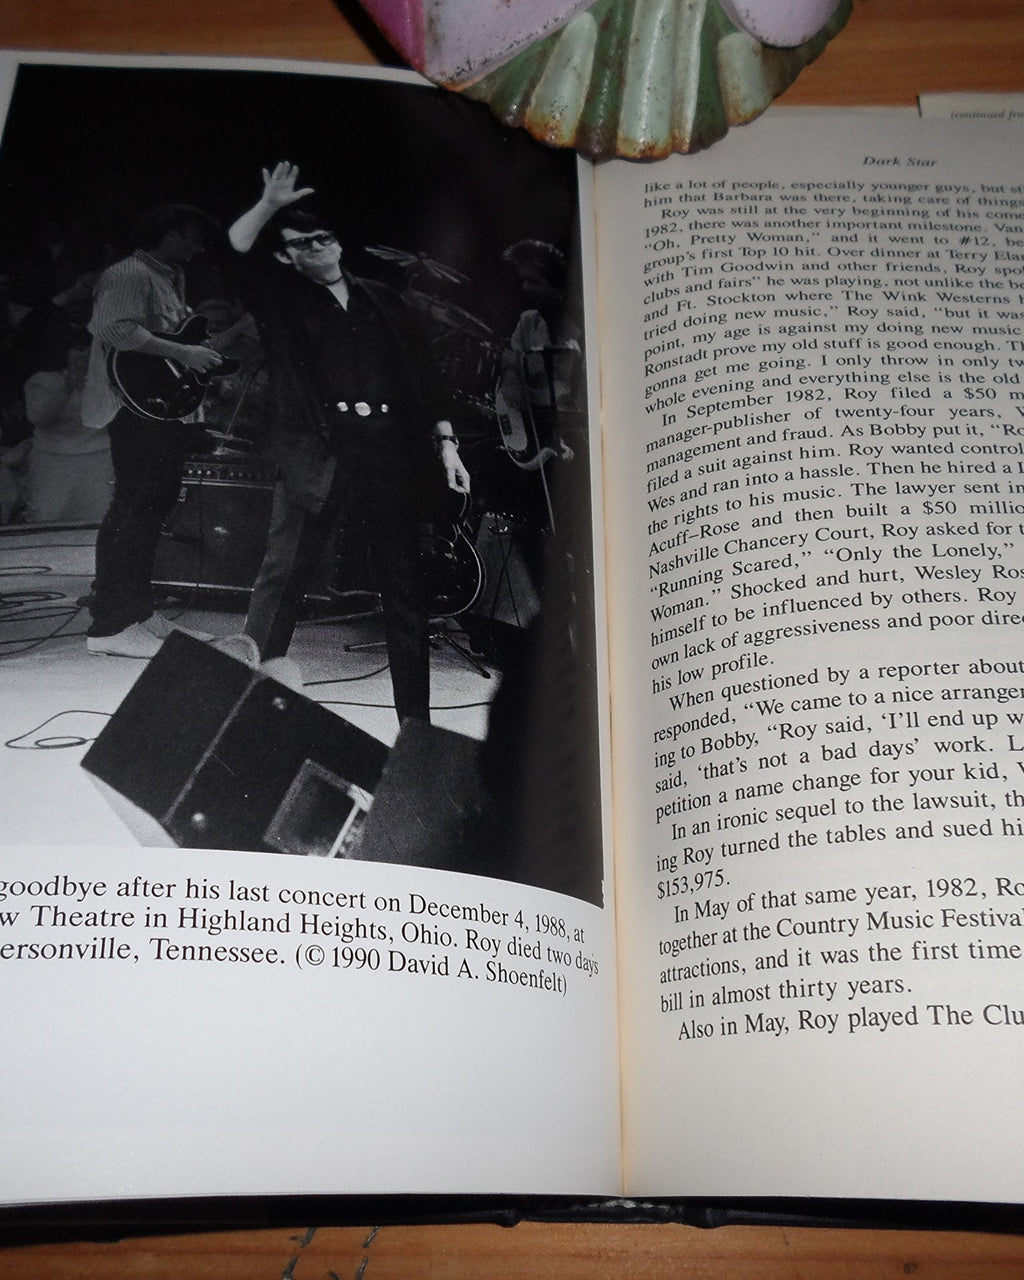 goodbye after his last concert on December 4, 1988, at
w Theatre in Highland Heights, Ohio. Roy died two days
ersonville, Tennessee. (© 1990 David A. Shoenfelt)
(continued fro
Dark Star
like a lot of people, especially younger guys, but st
him that Barbara was there, taking care of things
Roy was still at the very beginning of his come
1982, there was another important milestone. Van
"Oh, Pretty Woman," and it went to #12, be
group's first Top 10 hit. Over dinner at Terry Elam
with Tim Goodwin and other friends, Roy spo
clubs and fairs" he was playing, not unlike the be
and Ft. Stockton where The Wink Westerns h
tried doing new music," Roy said, "but it was
point, my age is against my doing new music
Ronstadt prove my old stuff is good enough. Th
gonna get me going. I only throw in only tw
whole evening and everything else is the old
In September 1982, Roy filed a $50 m
manager-publisher of twenty-four years, W
management and fraud. As Bobby put it, "Ro
filed a suit against him. Roy wanted control
Wes and ran into a hassle. Then he hired a L
the rights to his music. The lawyer sent in
Acuff–Rose and then built a $50 millio
Nashville Chancery Court, Roy asked for t
"Running Scared," "Only the Lonely,"
Woman." Shocked and hurt, Wesley Ros
himself to be influenced by others. Roy
own lack of aggressiveness and poor dire
his low profile.
When questioned by a reporter about
responded, "We came to a nice arranger
ing to Bobby, "Roy said, 'I'll end up w
said, 'that's not a bad days' work. L
petition a name change for your kid, W
In an ironic sequel to the lawsuit, th
ing Roy turned the tables and sued hi
$153,975.
In May of that same year, 1982, Ro
together at the Country Music Festival
attractions, and it was the first time
bill in almost thirty years.
Also in May, Roy played The Clu